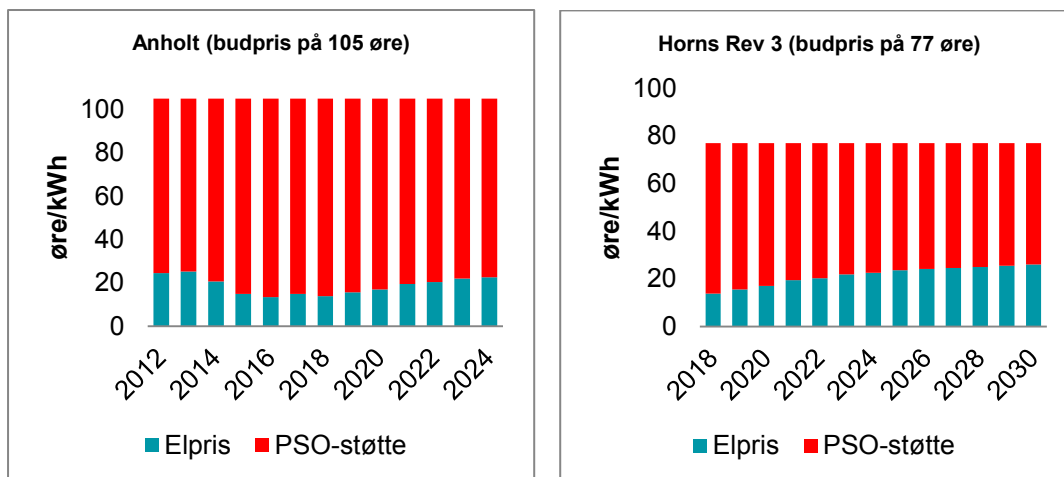 Anholt (budpris på 105 øre)
øre/kWh
100
80
60
40
20
0
2012 2014 2016 2018 2020 2022 2024
Elpris PSO-støtte
Horns Rev 3 (budpris på 77 øre)
øre/kWh
100
80
60
40
20
0
2018 2020 2022 2024 2026 2028 2030
Elpris PSO-støtte